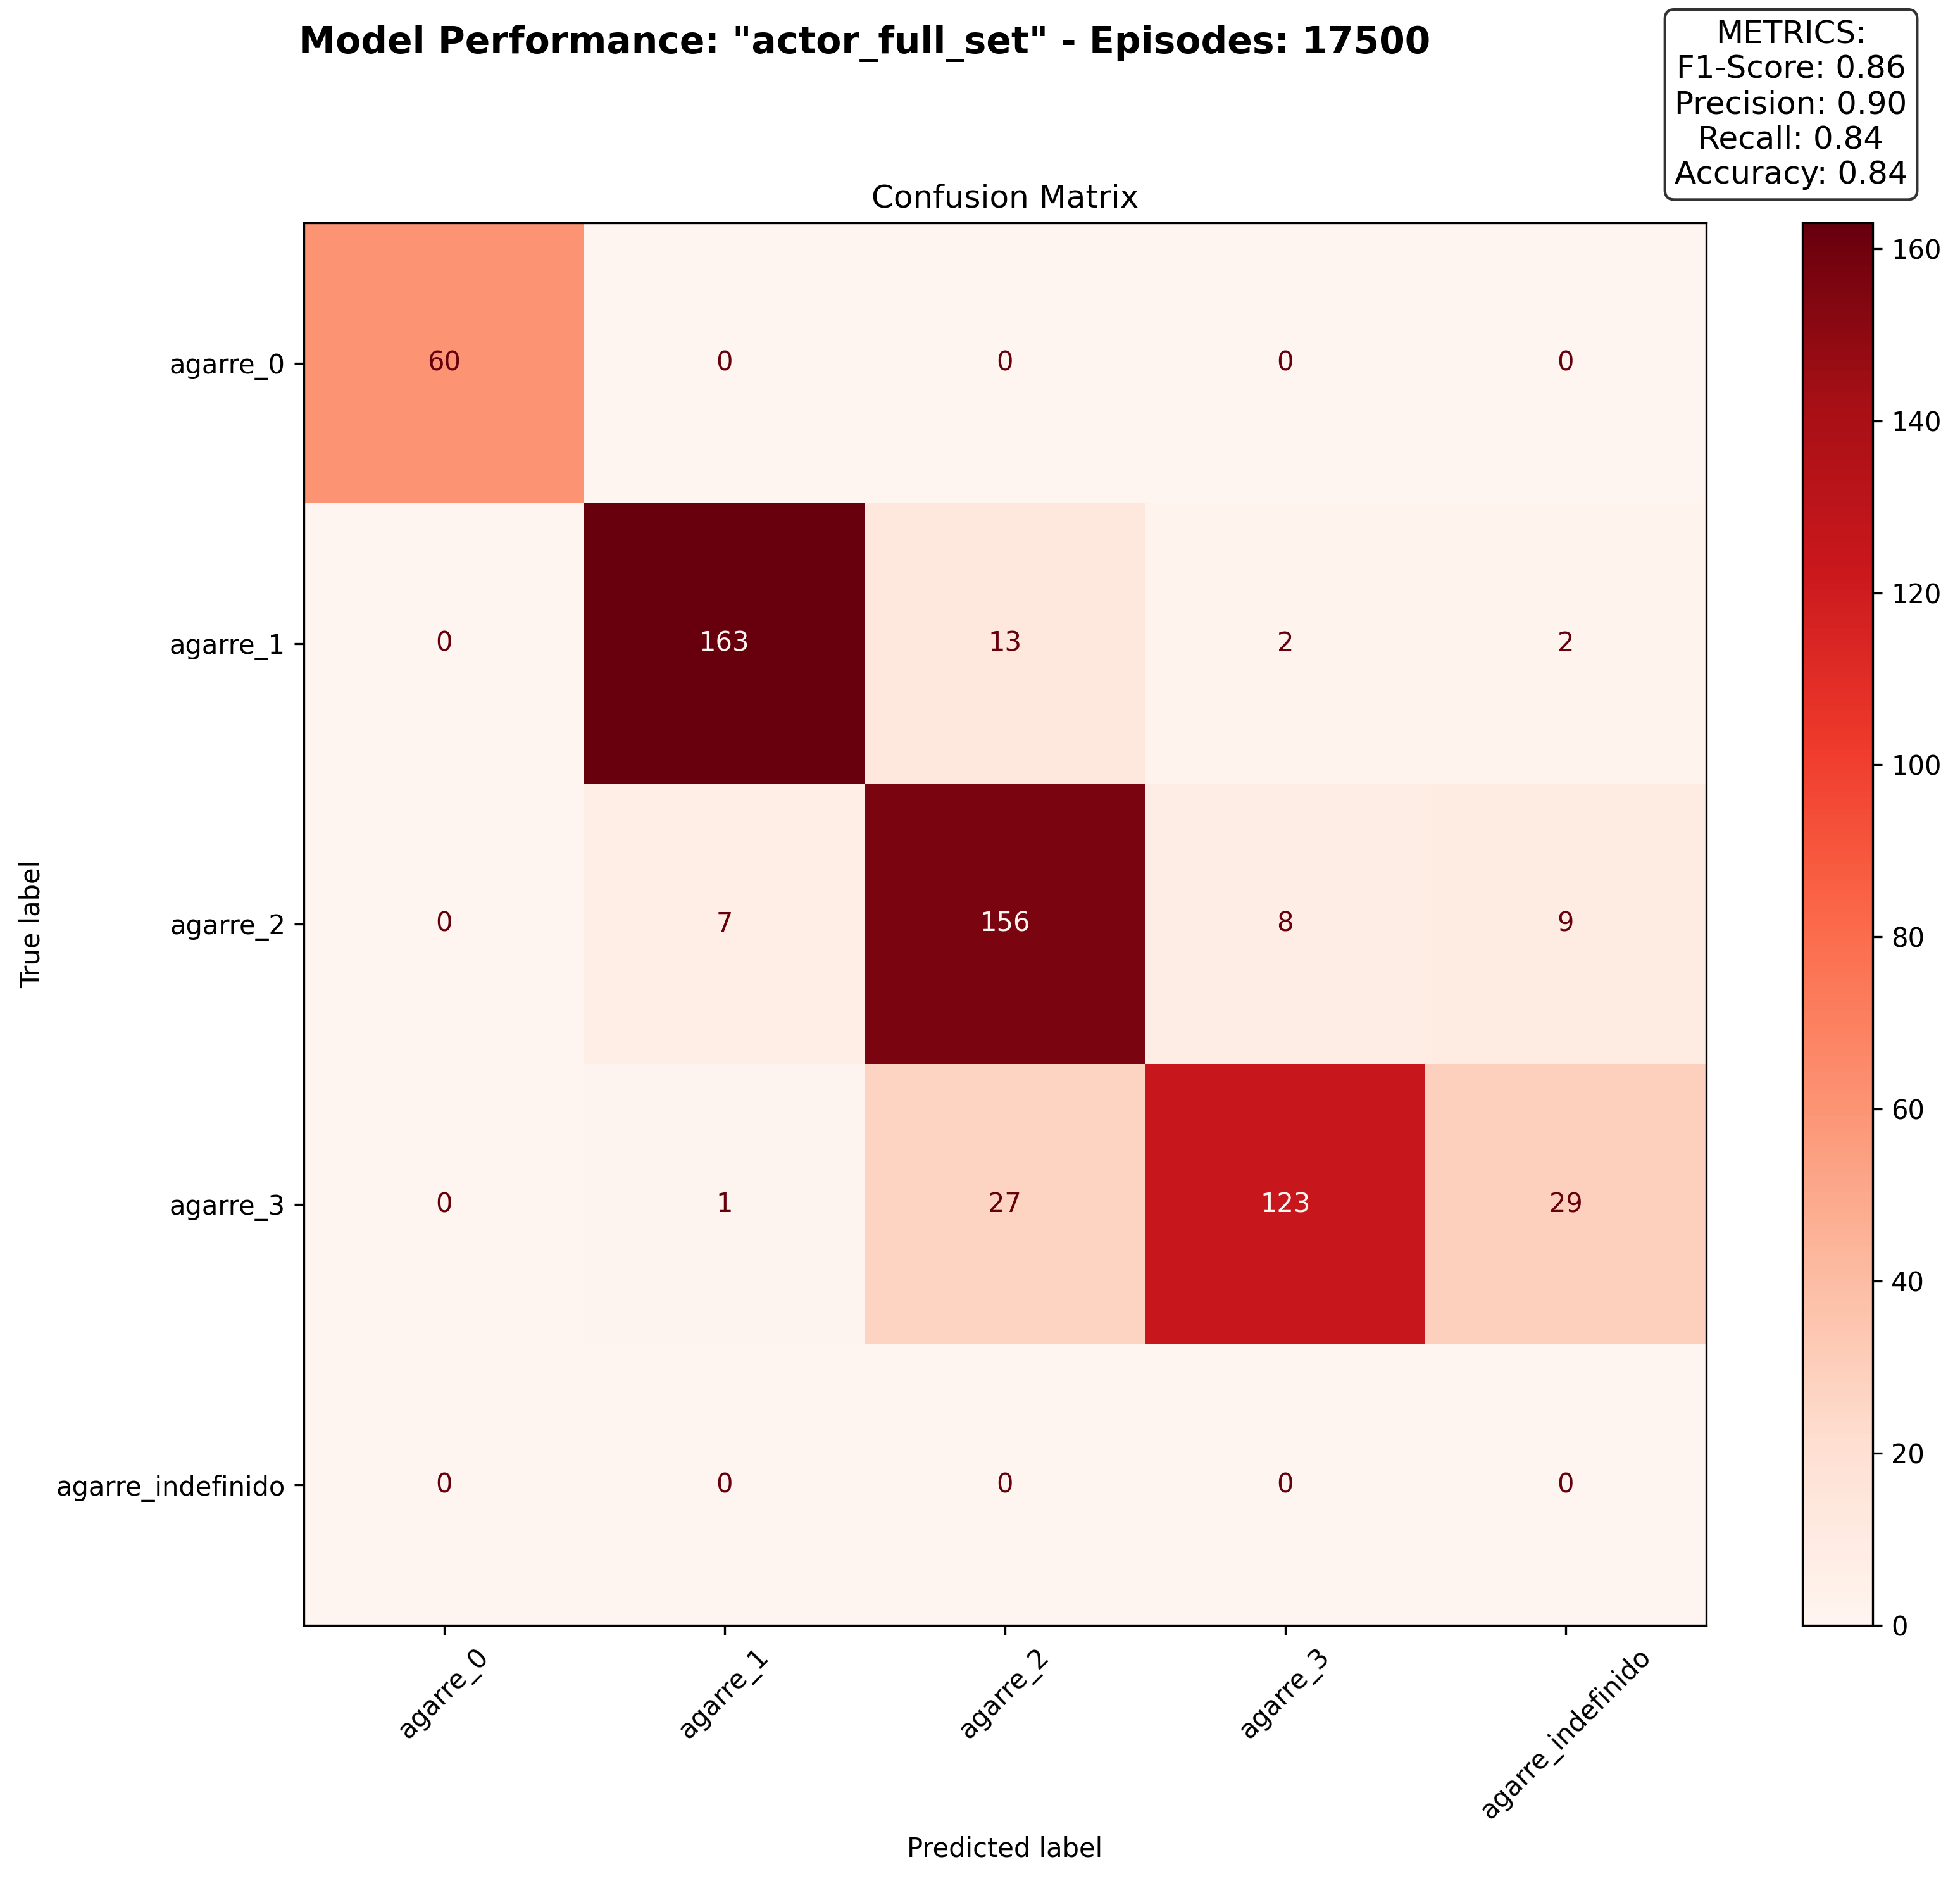 Model Performance: "actor_full_set" - Episodes: 17500
METRICS:
F1-Score: 0.86
Precision: 0.90
Recall: 0.84
Accuracy: 0.84
Confusion Matrix
agarre_0 60 0 0 0 0
agarre_1 0 163 13 2 2
agarre_2 0 7 156 8 9
agarre_3 0 1 27 123 29
agarre_indefinido 0 0 0 0 0
True label
agarre_0 agarre_1 agarre_2 agarre_3 agarre_indefinido
Predicted label
160
140
120
100
80
60
40
20
0